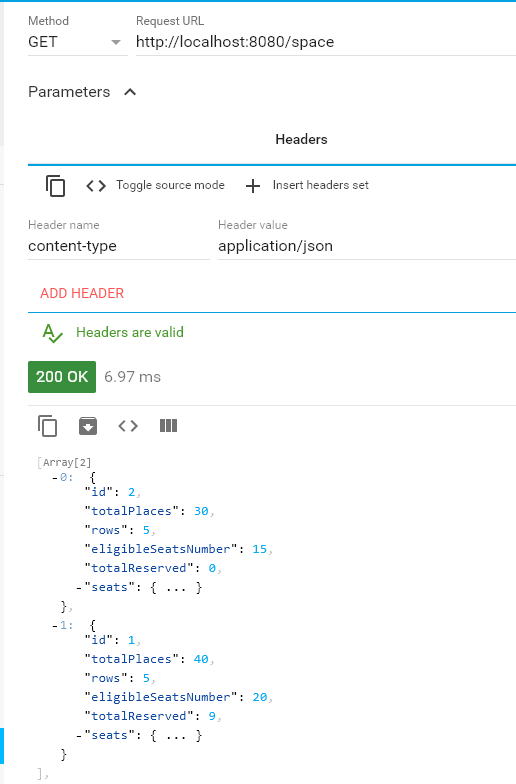 Method Request URL
GET http://localhost:8080/space
Parameters
Headers
Toggle source mode Insert headers set
Header name Header value
content-type application/json
ADD HEADER
Headers are valid
200 OK 6.97 ms
[Array[2]
-0: {
"id": 2,
"totalPlaces": 30,
"rows": 5,
"eligibleSeatsNumber": 15,
"totalReserved": 0,
-"seats": { ... }
},
-1: {
"id": 1,
"totalPlaces": 40,
"rows": 5,
"eligibleSeatsNumber": 20,
"totalReserved": 9,
-"seats": { ... }
}
],